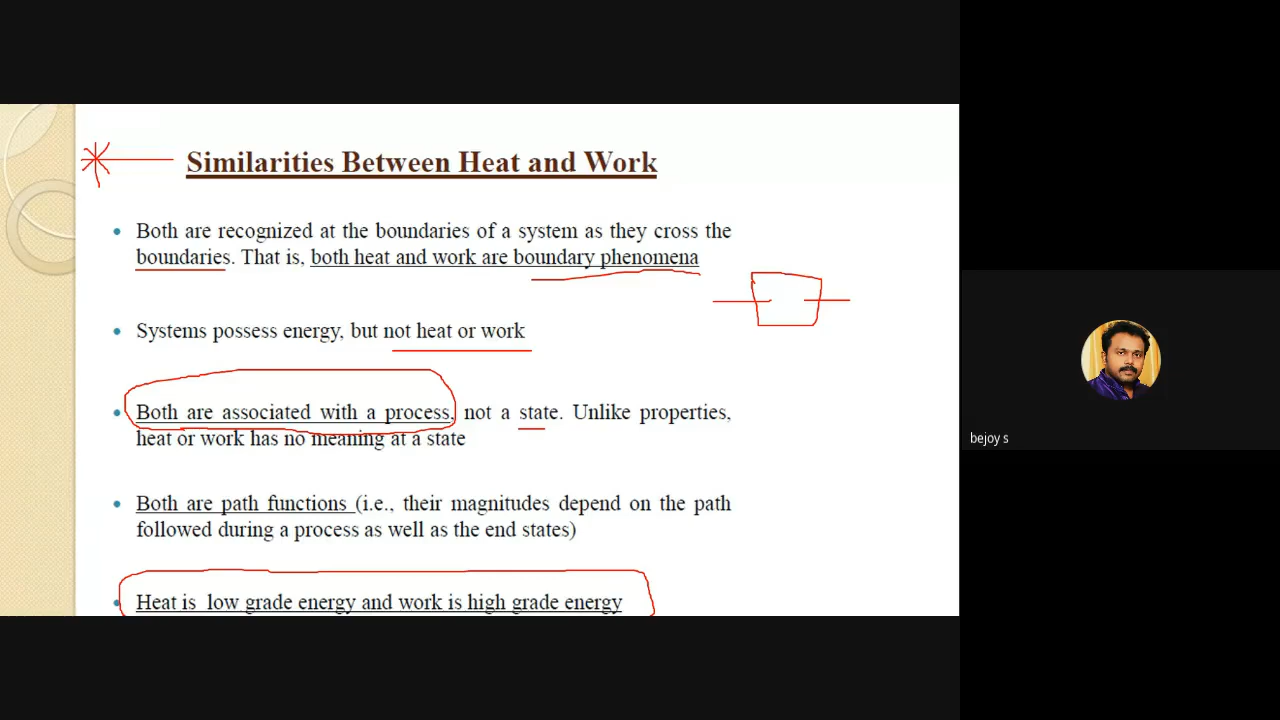 Similarities Between Heat and Work
• Both are recognized at the boundaries of a system as they cross the
boundaries. That is, both heat and work are boundary phenomena
• Systems possess energy, but not heat or work
• Both are associated with a process, not a state. Unlike properties,
heat or work has no meaning at a state
• Both are path functions (i.e., their magnitudes depend on the path
followed during a process as well as the end states)
• Heat is low grade energy and work is high grade energy
bejoy s